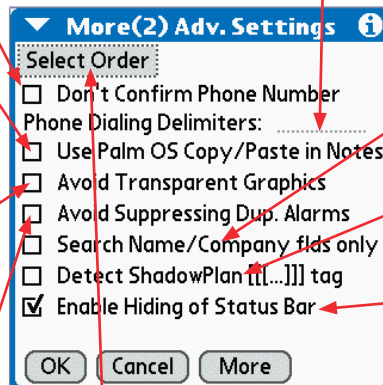 More(2) Adv. Settings
Select Order
Don't Confirm Phone Number
Phone Dialing Delimiters:
Use Palm OS Copy/Paste in Notes
Avoid Transparent Graphics
Avoid Suppressing Dup. Alarms
Search Name/Company flds only
Detect ShadowPlan [[[...]]] tag
Enable Hiding of Status Bar
OK Cancel More